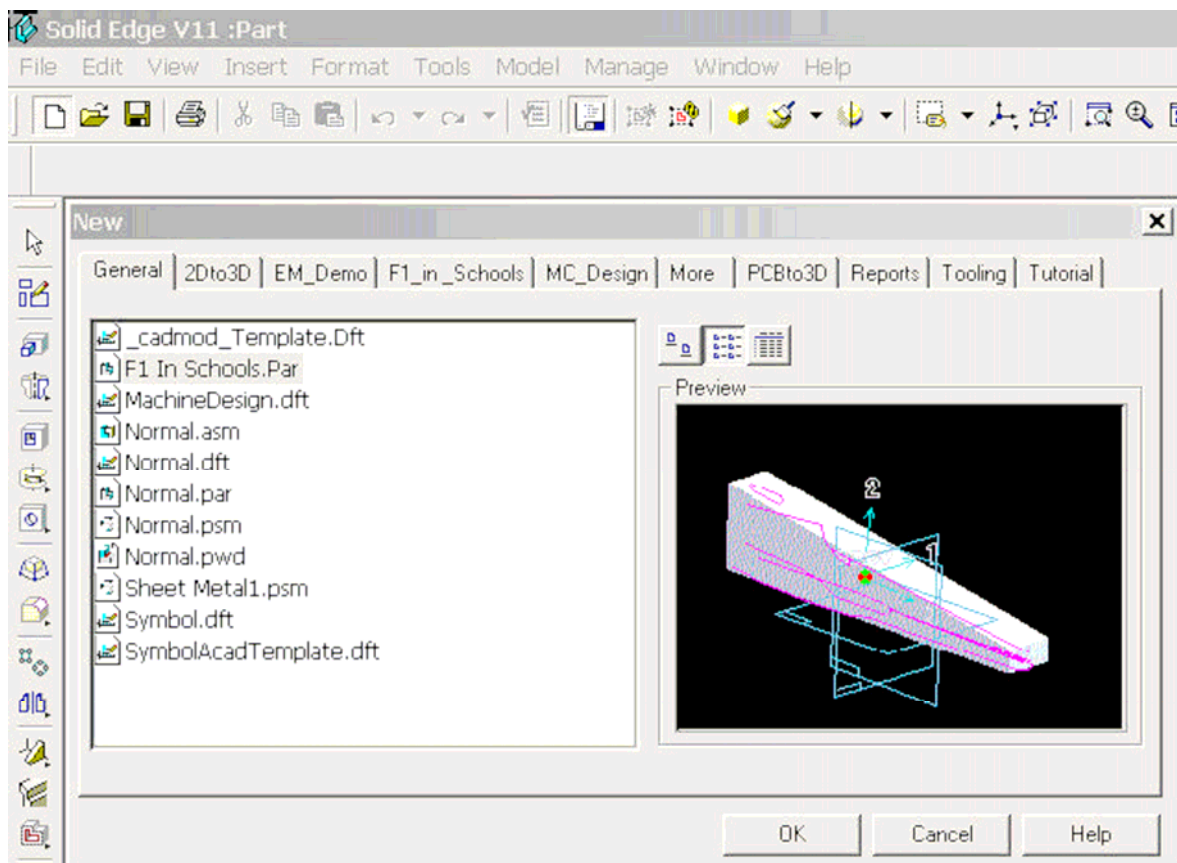 Solid Edge V11 :Part
File Edit View Insert Format Tools Model Manage Window Help
New
General 2Dto3D EM_Demo F1_in_Schools MC_Design More PCBto3D Reports Tooling Tutorial
_cadmod_Template.Dft
F1 In Schools.Par
MachineDesign.dft
Normal.asm
Normal.dft
Normal.par
Normal.psm
Normal.pwd
Sheet Metal1.psm
Symbol.dft
SymbolAcadTemplate.dft
Preview
2
1
OK Cancel Help